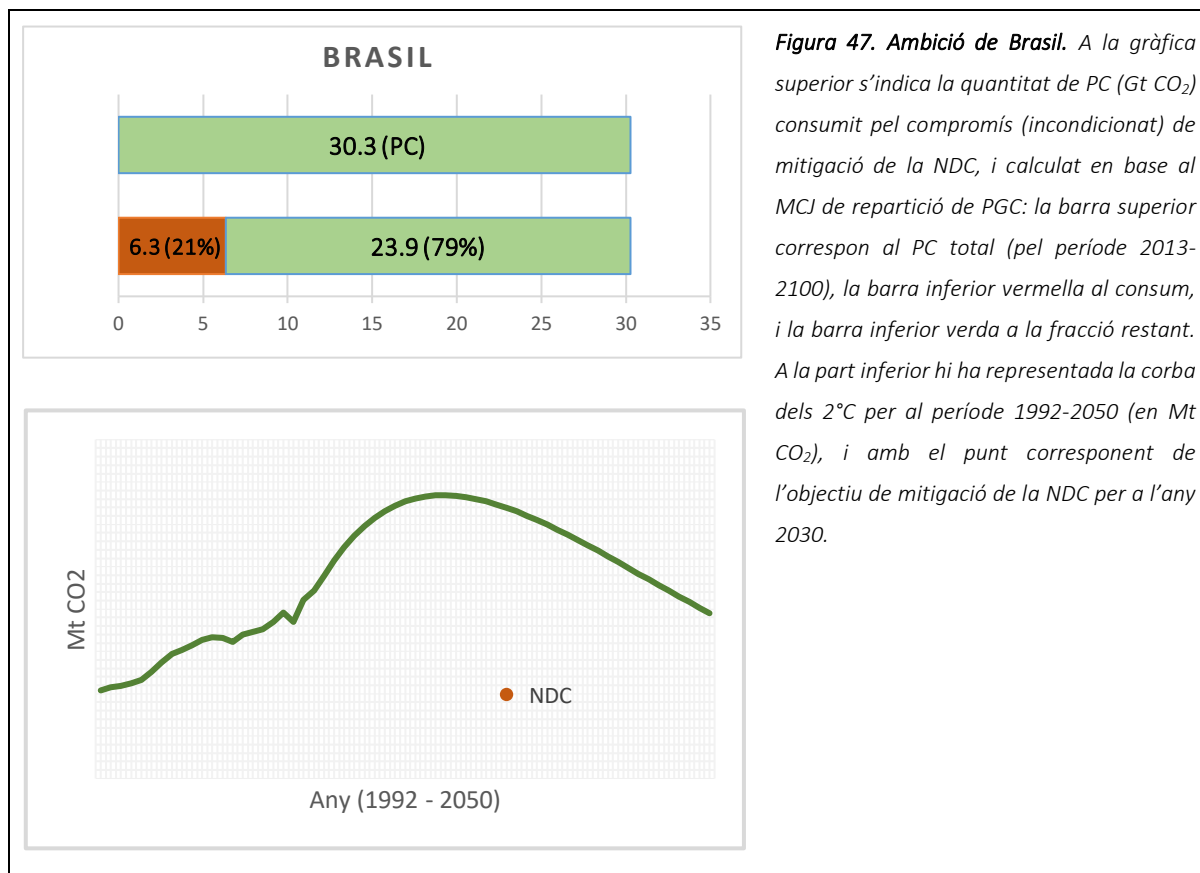 BRASIL
30.3 (PC)
6.3 (21%)
23.9 (79%)
0 5 10 15 20 25 30 35
Mt CO2
NDC
Any (1992 - 2050)
Figura 47. Ambició de Brasil. A la gràfica
superior s’indica la quantitat de PC (Gt CO₂)
consumit pel compromís (incondicionat) de
mitigació de la NDC, i calculat en base al
MCJ de repartició de PGC: la barra superior
correspon al PC total (pel període 2013-
2100), la barra inferior vermella al consum,
i la barra inferior verda a la fracció restant.
A la part inferior hi ha representada la corba
dels 2°C per al període 1992-2050 (en Mt
CO₂), i amb el punt corresponent de
l’objectiu de mitigació de la NDC per a l’any
2030.